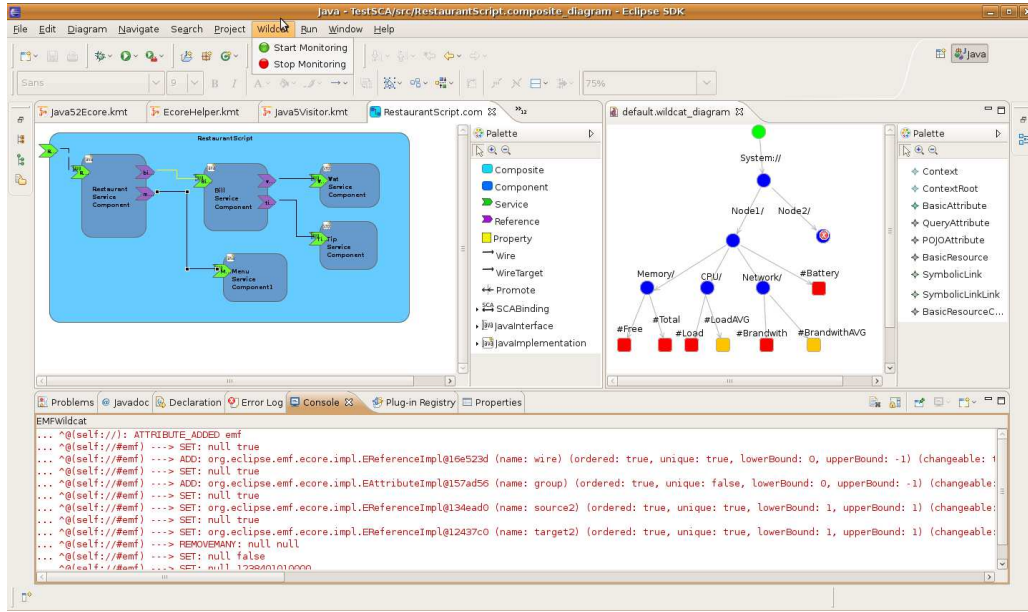 Java - TestSCA/src/RestaurantScript.composite_diagram - Eclipse SDK
File Edit Diagram Navigate Search Project Wildcat Run Window Help
Start Monitoring
Stop Monitoring
Java
Sans 9 B I A 75%
Java52Ecore.kmt EcoreHelper.kmt Java5Visitor.kmt RestaurantScript.com »12
default.wildcat_diagram
RestaurantScript
Restaurant
Service
Component
Bill
Service
Component
Vat
Service
Component
Tip
Service
Component
Menu
Service
Component1
Palette
Composite
Component
Service
Reference
Property
Wire
WireTarget
Promote
SCABinding
JavaInterface
JavaImplementation
System://
Node1/ Node2/
Memory/ CPU/ Network/ #Battery
#Free #Total #Load #LoadAVG #Brandwith #BrandwithAVG
Palette
Context
ContextRoot
BasicAttribute
QueryAttribute
POJOAttribute
BasicResource
SymbolicLink
SymbolicLinkLink
BasicResourceC...
Problems @ Javadoc Declaration Error Log Console Plug-in Registry Properties
EMFWildcat
... ^@(self://): ATTRIBUTE_ADDED emf
... ^@(self://#emf) ---> SET: null true
... ^@(self://#emf) ---> ADD: org.eclipse.emf.ecore.impl.EReferenceImpl@16e523d (name: wire) (ordered: true, unique: true, lowerBound: 0, upperBound: -1) (changeable: t
... ^@(self://#emf) ---> SET: null true
... ^@(self://#emf) ---> ADD: org.eclipse.emf.ecore.impl.EAttributeImpl@157ad56 (name: group) (ordered: true, unique: false, lowerBound: 0, upperBound: -1) (changeable:
... ^@(self://#emf) ---> SET: null true
... ^@(self://#emf) ---> SET: org.eclipse.emf.ecore.impl.EReferenceImpl@134ead0 (name: source2) (ordered: true, unique: true, lowerBound: 1, upperBound: 1) (changeable:
... ^@(self://#emf) ---> SET: null true
... ^@(self://#emf) ---> SET: org.eclipse.emf.ecore.impl.EReferenceImpl@12437c0 (name: target2) (ordered: true, unique: true, lowerBound: 1, upperBound: 1) (changeable:
... ^@(self://#emf) ---> REMOVEMANY: null null
... ^@(self://#emf) ---> SET: null false
... ^@(self://#emf) ---> SET: null 1238401010000